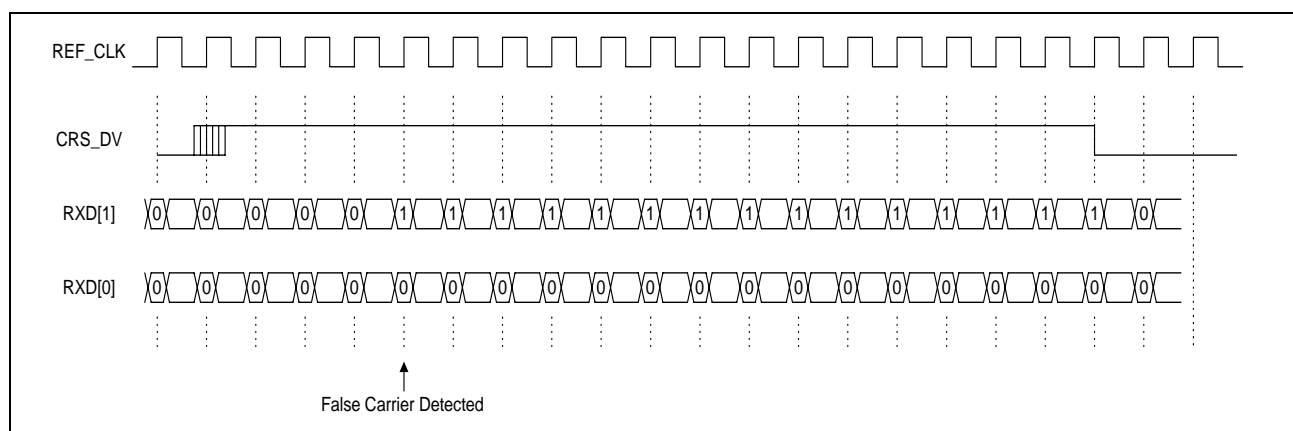 REF_CLK
CRS_DV
RXD[1] 0 0 0 0 0 1 1 1 1 1 1 1 1 1 1 1 1 1 1 1 0
RXD[0] 0 0 0 0 0 0 0 0 0 0 0 0 0 0 0 0 0 0 0 0 0
False Carrier Detected